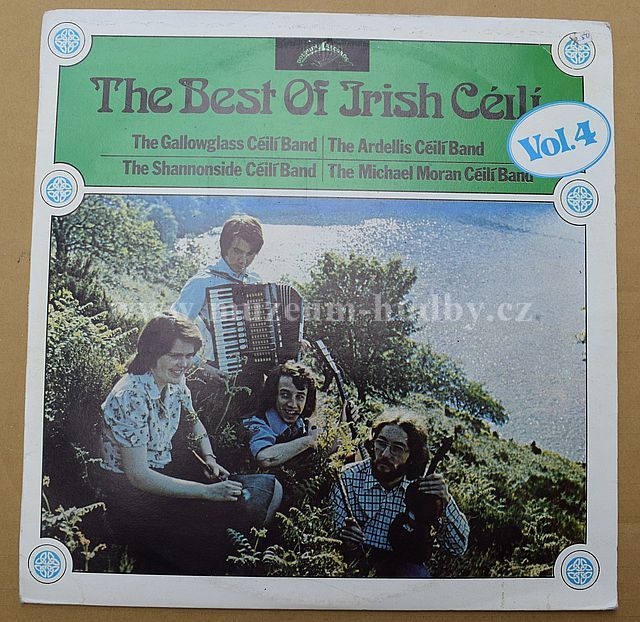 The Best Of Irish Céilí
Vol.4
The Gallowglass Céilí Band | The Ardellis Céilí Band
The Shannonside Céilí Band | The Michael Moran Céilí Band
www.muzeum-hudby.cz